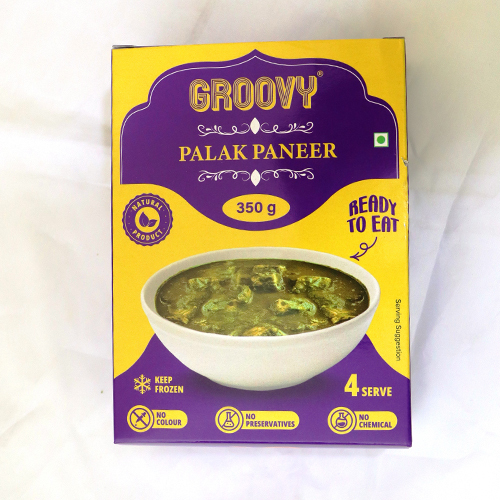 GROOVY®
PALAK PANEER
350 g
NATURAL
PRODUCT
READY
TO EAT
Serving Suggestion
KEEP
FROZEN
4 SERVE
NO
COLOUR
NO
PRESERVATIVES
NO
CHEMICAL